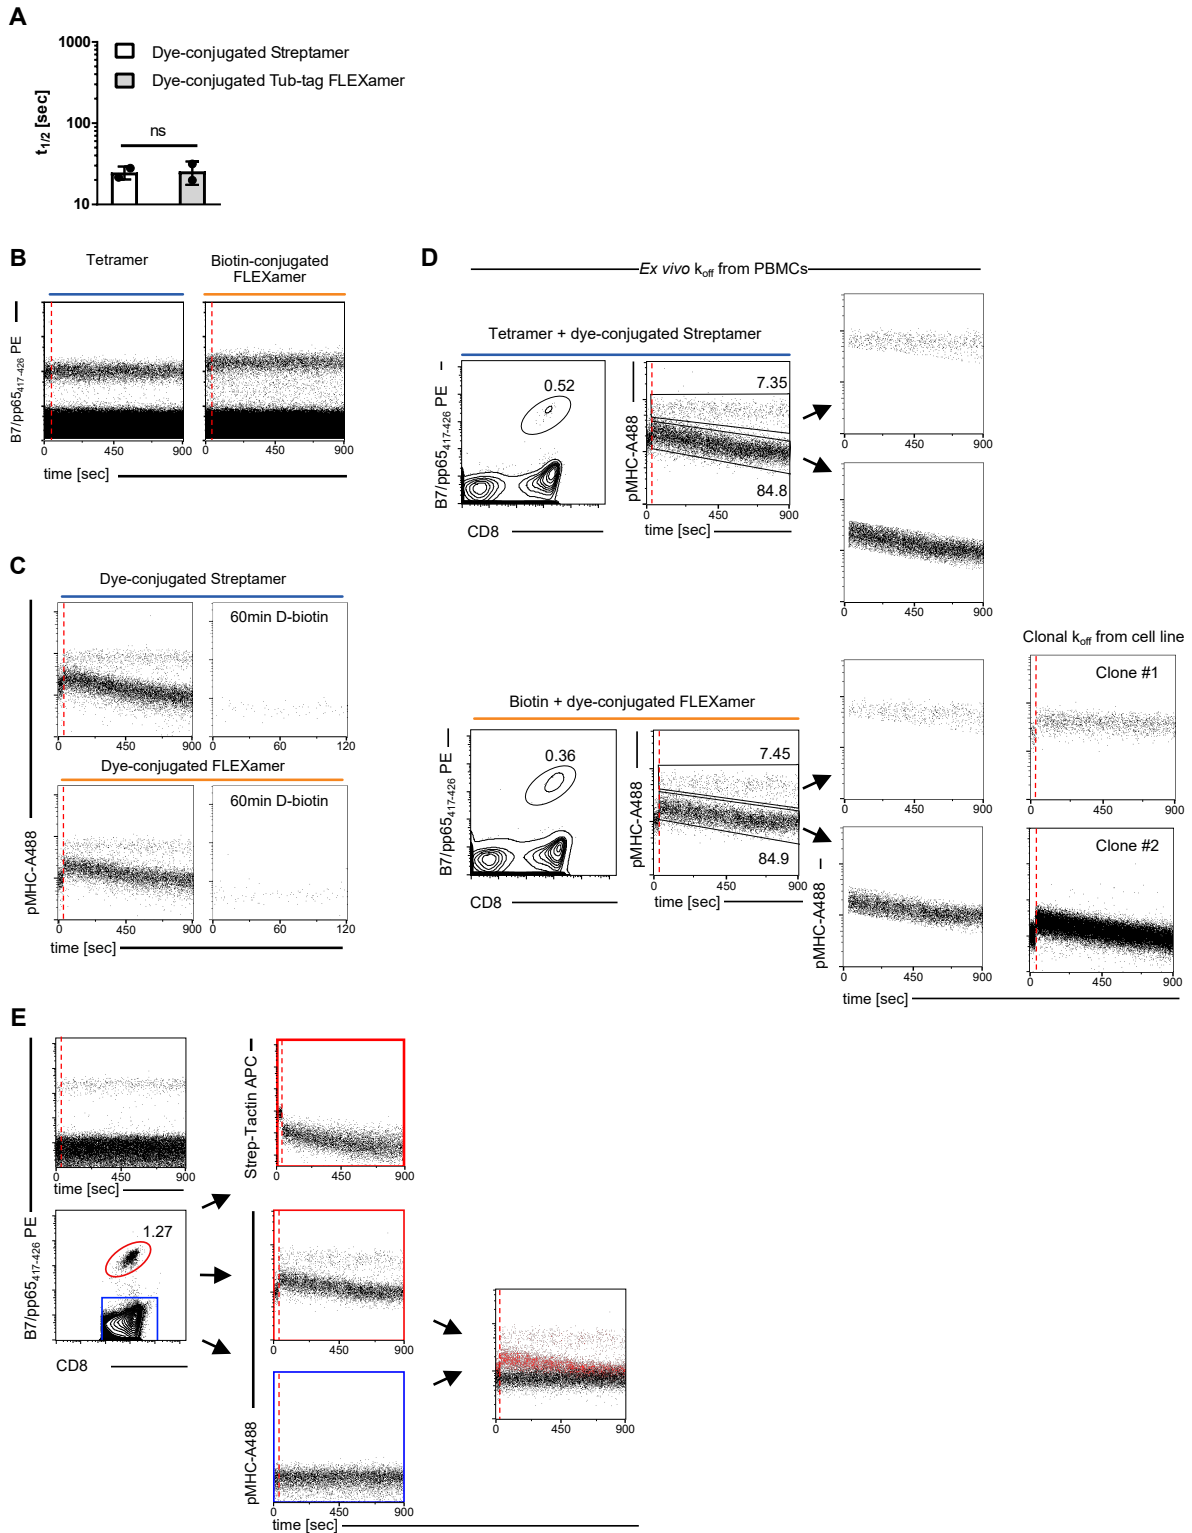 A
1000
100
10
t1/2 [sec]
Dye-conjugated Streptamer
Dye-conjugated Tub-tag FLEXamer
ns
B
Tetramer
Biotin-conjugated
FLEXamer
B7/pp65417-426 PE
0 450 900
0 450 900
time [sec]
C
Dye-conjugated Streptamer
60min D-biotin
0 450 900
0 60 120
Dye-conjugated FLEXamer
60min D-biotin
pMHC-A488
0 450 900
0 60 120
time [sec]
D
Ex vivo koff from PBMCs
Tetramer + dye-conjugated Streptamer
B7/pp65417-426 PE
0.52
CD8
pMHC-A488
7.35
84.8
0 450 900
time [sec]
0 450 900
0 450 900
Biotin + dye-conjugated FLEXamer
B7/pp65417-426 PE
0.36
CD8
pMHC-A488
7.45
84.9
0 450 900
time [sec]
0 450 900
pMHC-A488
0 450 900
Clonal koff from cell line
Clone #1
0 450 900
Clone #2
0 450 900
time [sec]
E
B7/pp65417-426 PE
0 450 900
time [sec]
1.27
CD8
Strep-Tactin APC
0 450 900
pMHC-A488
0 450 900
0 450 900
time [sec]
0 450 900